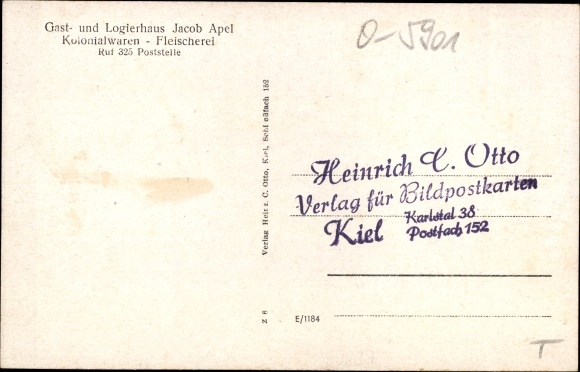 Gast- und Logierhaus Jacob Apel
Kolonialwaren - Fleischerei
Ruf 325 Poststelle
O-5901
Verlag Heinr. C. Otto, Kiel, Schließfach 152
Z 6
Heinrich C. Otto
Verlag für Bildpostkarten
Kiel Karlstal 38
Postfach 152
E/1184
T